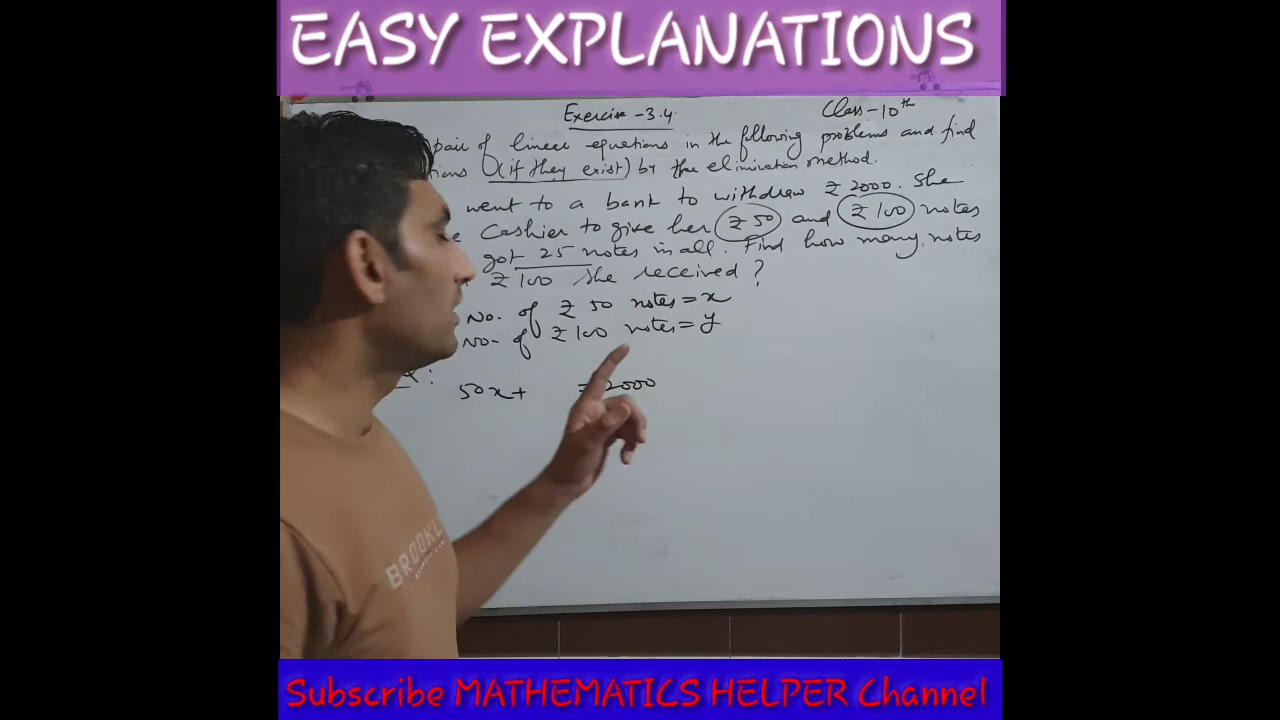 EASY EXPLANATIONS
Exercise - 3.4
Class - 10th
pair of linear equations in the following problems and find
tions (if they exist) by the elimination method.
went to a bank to withdraw ₹ 2000. She
Cashier to give her ₹ 50 and ₹ 100 notes
got 25 notes in all. Find how many notes
₹ 100 she received?
No. of ₹ 50 notes = x
No. of ₹ 100 notes = y
50x + = 2000
BROOKL
Subscribe MATHEMATICS HELPER Channel